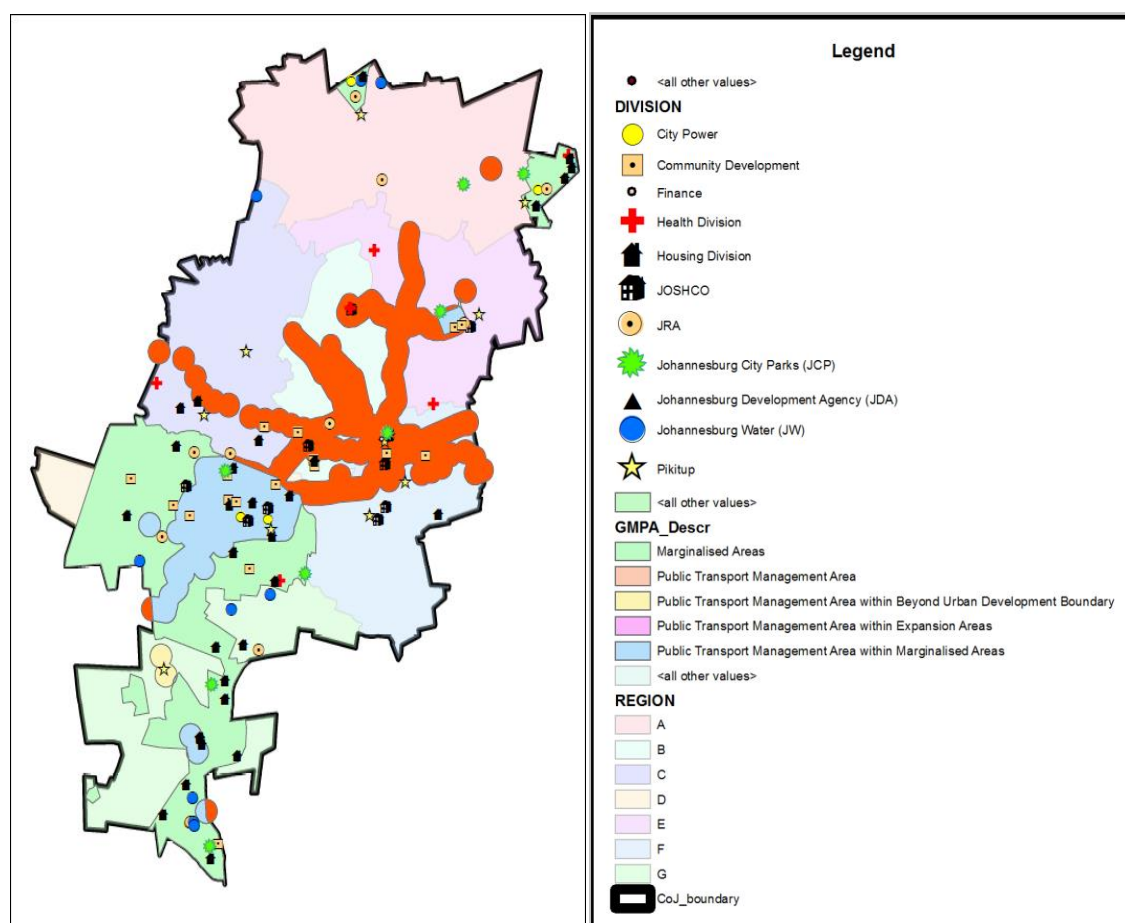 Legend
<all other values>
DIVISION
City Power
Community Development
Finance
Health Division
Housing Division
JOSHCO
JRA
Johannesburg City Parks (JCP)
Johannesburg Development Agency (JDA)
Johannesburg Water (JW)
Pikitup
<all other values>
GMPA_Descr
Marginalised Areas
Public Transport Management Area
Public Transport Management Area within Beyond Urban Development Boundary
Public Transport Management Area within Expansion Areas
Public Transport Management Area within Marginalised Areas
<all other values>
REGION
A
B
C
D
E
F
G
CoJ_boundary